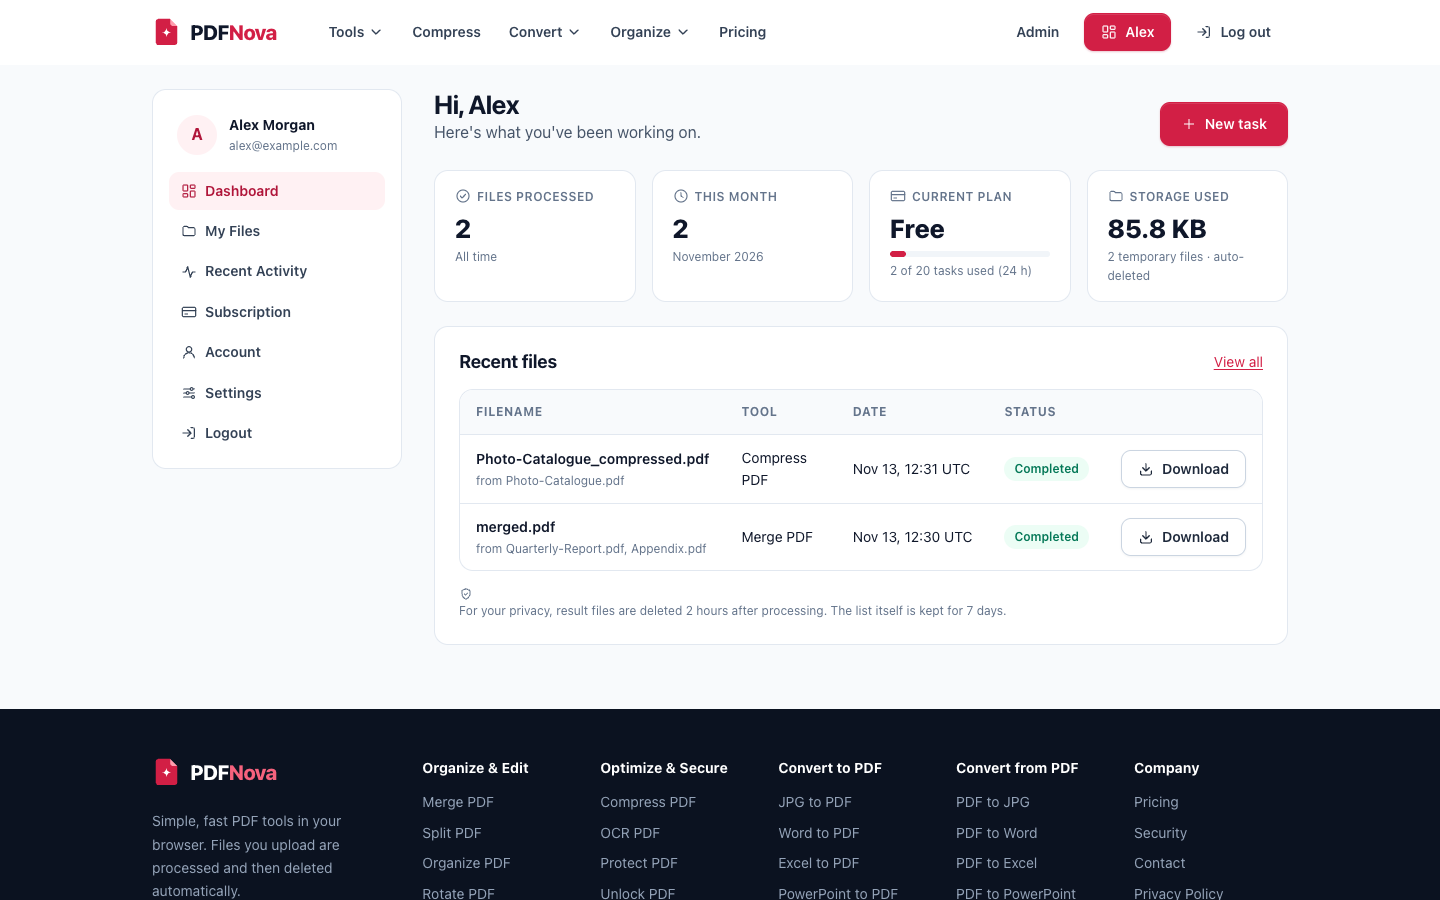 PDFNova
Tools
Compress
Convert
Organize
Pricing
Admin
Alex
Log out
A
Alex Morgan
alex@example.com
Dashboard
My Files
Recent Activity
Subscription
Account
Settings
Logout
Hi, Alex
Here's what you've been working on.
New task
FILES PROCESSED
2
All time
THIS MONTH
2
November 2026
CURRENT PLAN
Free
2 of 20 tasks used (24 h)
STORAGE USED
85.8 KB
2 temporary files · auto-
deleted
Recent files
View all
FILENAME TOOL DATE STATUS
Photo-Catalogue_compressed.pdf
from Photo-Catalogue.pdf
Compress
PDF
Nov 13, 12:31 UTC
Completed
Download
merged.pdf
from Quarterly-Report.pdf, Appendix.pdf
Merge PDF
Nov 13, 12:30 UTC
Completed
Download
For your privacy, result files are deleted 2 hours after processing. The list itself is kept for 7 days.
PDFNova
Simple, fast PDF tools in your
browser. Files you upload are
processed and then deleted
automatically.
Organize & Edit
Merge PDF
Split PDF
Organize PDF
Rotate PDF
Optimize & Secure
Compress PDF
OCR PDF
Protect PDF
Unlock PDF
Convert to PDF
JPG to PDF
Word to PDF
Excel to PDF
PowerPoint to PDF
Convert from PDF
PDF to JPG
PDF to Word
PDF to Excel
PDF to PowerPoint
Company
Pricing
Security
Contact
Privacy Policy